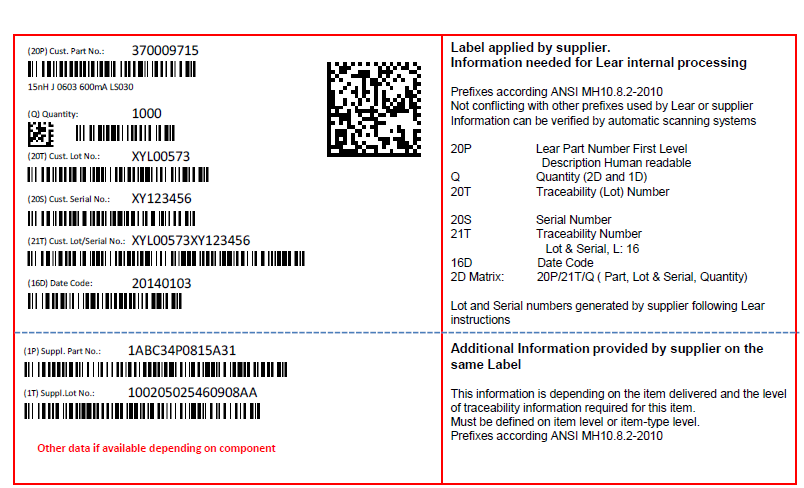 (20P) Cust. Part No.: 370009715
15nH J 0603 600mA LS030
(Q) Quantity: 1000
(20T) Cust. Lot No.: XYL00573
(20S) Cust. Serial No.: XY123456
(21T) Cust. Lot/Serial No.: XYL00573XY123456
(16D) Date Code: 20140103
(1P) Suppl. Part No.: 1ABC34P0815A31
(1T) Suppl.Lot No.: 100205025460908AA
Other data if available depending on component
Label applied by supplier.
Information needed for Lear internal processing
Prefixes according ANSI MH10.8.2-2010
Not conflicting with other prefixes used by Lear or supplier
Information can be verified by automatic scanning systems
20P Lear Part Number First Level
Description Human readable
Q Quantity (2D and 1D)
20T Traceability (Lot) Number
20S Serial Number
21T Traceability Number
Lot & Serial, L: 16
16D Date Code
2D Matrix: 20P/21T/Q ( Part, Lot & Serial, Quantity)
Lot and Serial numbers generated by supplier following Lear
instructions
Additional Information provided by supplier on the
same Label
This information is depending on the item delivered and the level
of traceability information required for this item.
Must be defined on item level or item-type level.
Prefixes according ANSI MH10.8.2-2010